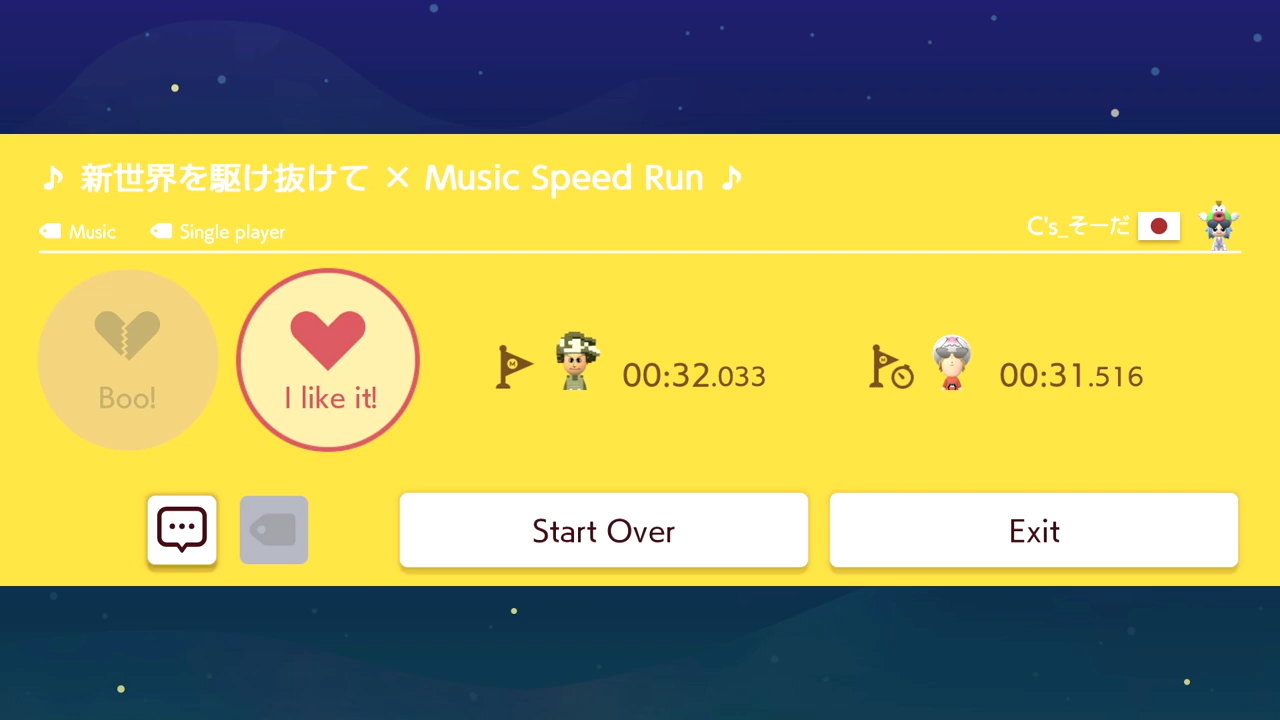 ♪ 新世界を駆け抜けて × Music Speed Run ♪
Music Single player
C's_そーだ
Boo!
I like it!
M
00:32.033
M
00:31.516
Start Over
Exit